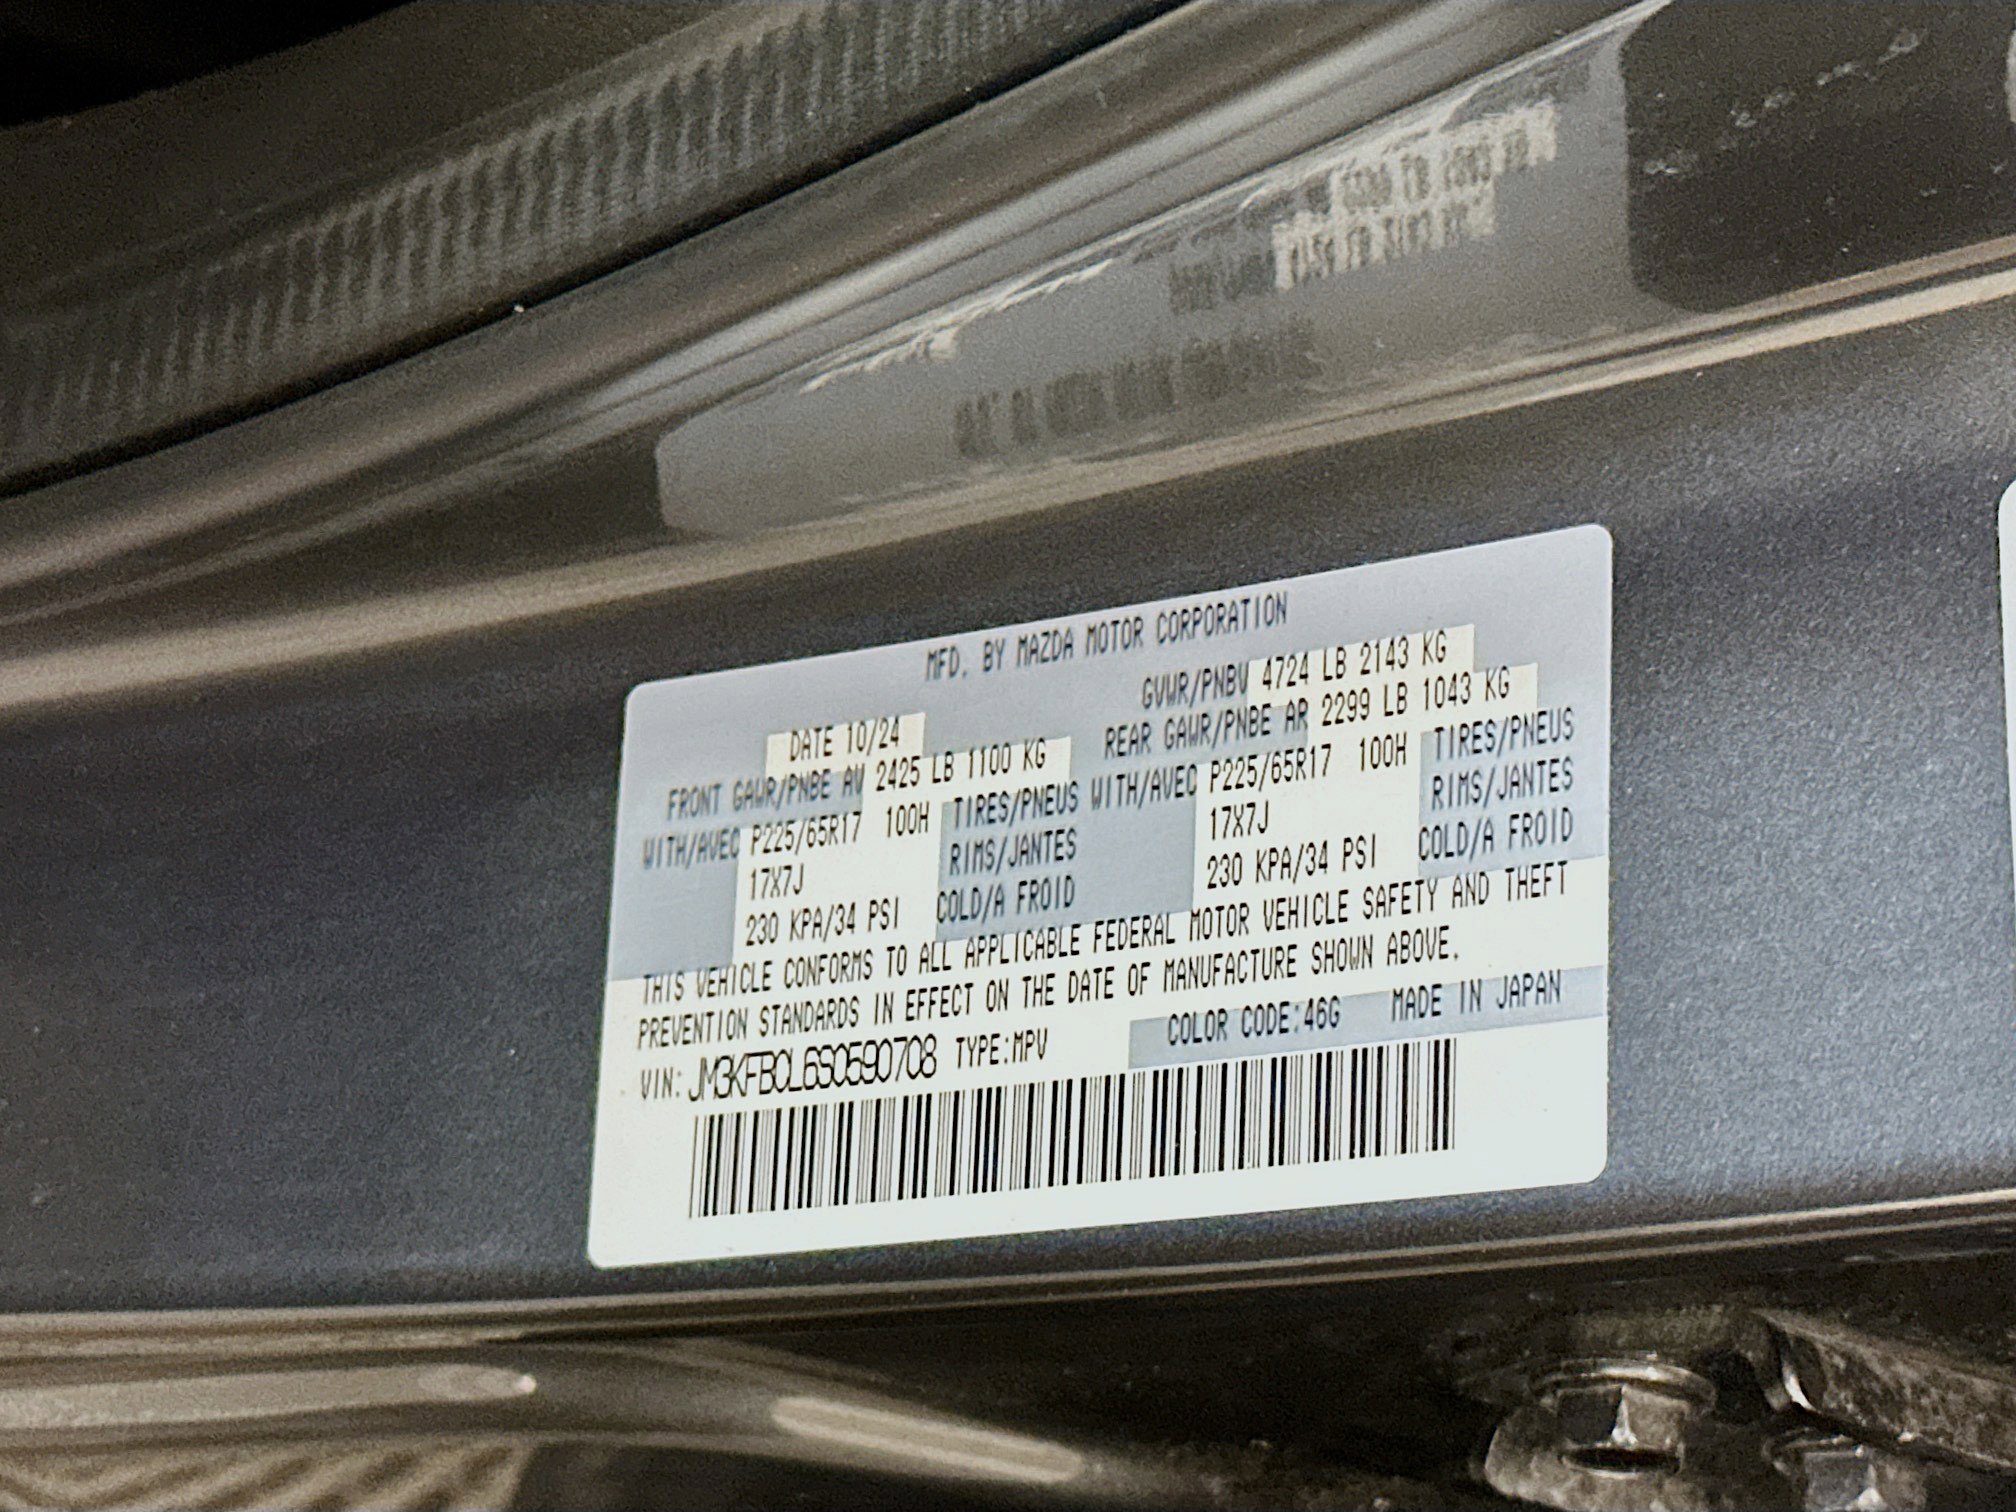 MFD. BY MAZDA MOTOR CORPORATION
DATE 10/24 GVWR/PNBV 4724 LB 2143 KG
FRONT GAWR/PNBE AV 2425 LB 1100 KG REAR GAWR/PNBE AR 2299 LB 1043 KG
WITH/AVEC P225/65R17 100H TIRES/PNEUS WITH/AVEC P225/65R17 100H TIRES/PNEUS
17X7J RIMS/JANTES 17X7J RIMS/JANTES
230 KPA/34 PSI COLD/A FROID 230 KPA/34 PSI COLD/A FROID
THIS VEHICLE CONFORMS TO ALL APPLICABLE FEDERAL MOTOR VEHICLE SAFETY AND THEFT
PREVENTION STANDARDS IN EFFECT ON THE DATE OF MANUFACTURE SHOWN ABOVE.
VIN: JM3KFBCL6S0590708 TYPE:MPV COLOR CODE:46G MADE IN JAPAN